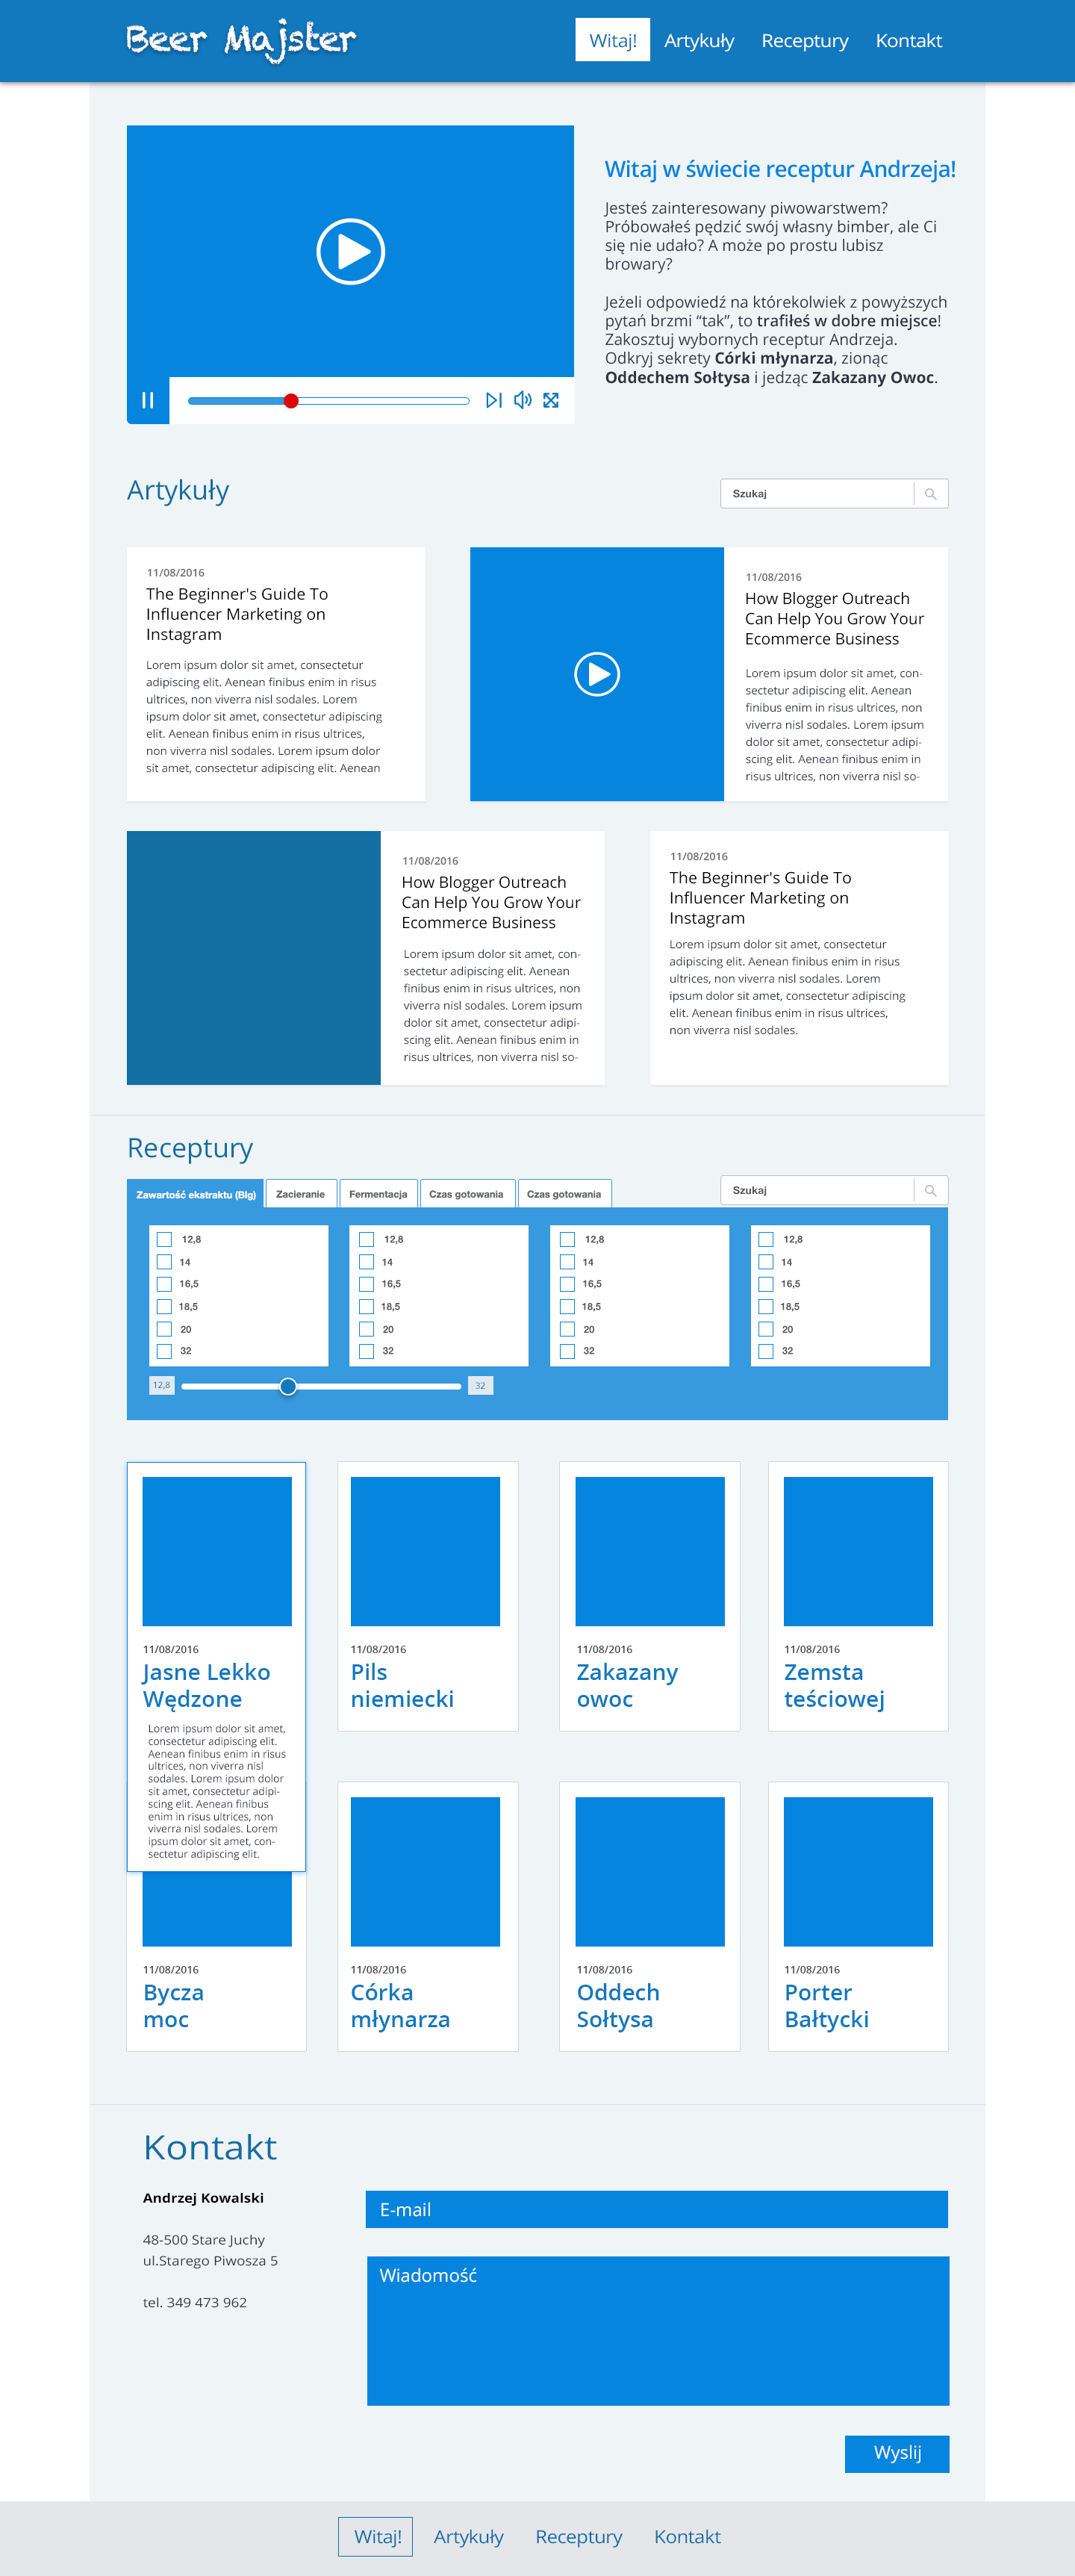 Beer Majster
Witaj! Artykuły Receptury Kontakt
Witaj w świecie receptur Andrzeja!
Jesteś zainteresowany piwowarstwem?
Próbowałeś pędzić swój własny bimber, ale Ci
się nie udało? A może po prostu lubisz
browary?
Jeżeli odpowiedź na którekolwiek z powyższych
pytań brzmi “tak”, to trafiłeś w dobre miejsce!
Zakosztuj wybornych receptur Andrzeja.
Odkryj sekrety Córki młynarza, zionąc
Oddechem Sołtysa i jedząc Zakazany Owoc.
Artykuły
Szukaj
11/08/2016
The Beginner's Guide To
Influencer Marketing on
Instagram
Lorem ipsum dolor sit amet, consectetur
adipiscing elit. Aenean finibus enim in risus
ultrices, non viverra nisl sodales. Lorem
ipsum dolor sit amet, consectetur adipiscing
elit. Aenean finibus enim in risus ultrices,
non viverra nisl sodales. Lorem ipsum dolor
sit amet, consectetur adipiscing elit. Aenean
11/08/2016
How Blogger Outreach
Can Help You Grow Your
Ecommerce Business
Lorem ipsum dolor sit amet, con-
sectetur adipiscing elit. Aenean
finibus enim in risus ultrices, non
viverra nisl sodales. Lorem ipsum
dolor sit amet, consectetur adipi-
scing elit. Aenean finibus enim in
risus ultrices, non viverra nisl so-
11/08/2016
How Blogger Outreach
Can Help You Grow Your
Ecommerce Business
Lorem ipsum dolor sit amet, con-
sectetur adipiscing elit. Aenean
finibus enim in risus ultrices, non
viverra nisl sodales. Lorem ipsum
dolor sit amet, consectetur adipi-
scing elit. Aenean finibus enim in
risus ultrices, non viverra nisl so-
11/08/2016
The Beginner's Guide To
Influencer Marketing on
Instagram
Lorem ipsum dolor sit amet, consectetur
adipiscing elit. Aenean finibus enim in risus
ultrices, non viverra nisl sodales. Lorem
ipsum dolor sit amet, consectetur adipiscing
elit. Aenean finibus enim in risus ultrices,
non viverra nisl sodales.
Receptury
Zawartość ekstraktu (Blg) Zacieranie Fermentacja Czas gotowania Czas gotowania
Szukaj
12,8 12,8 12,8 12,8
14 14 14 14
16,5 16,5 16,5 16,5
18,5 18,5 18,5 18,5
20 20 20 20
32 32 32 32
12,8 32
11/08/2016
Jasne Lekko
Wędzone
Lorem ipsum dolor sit amet,
consectetur adipiscing elit.
Aenean finibus enim in risus
ultrices, non viverra nisl
sodales. Lorem ipsum dolor
sit amet, consectetur adipi-
scing elit. Aenean finibus
enim in risus ultrices, non
viverra nisl sodales. Lorem
ipsum dolor sit amet, con-
sectetur adipiscing elit.
11/08/2016
Pils
niemiecki
11/08/2016
Zakazany
owoc
11/08/2016
Zemsta
teściowej
11/08/2016
Bycza
moc
11/08/2016
Córka
młynarza
11/08/2016
Oddech
Sołtysa
11/08/2016
Porter
Bałtycki
Kontakt
Andrzej Kowalski
48-500 Stare Juchy
ul.Starego Piwosza 5
tel. 349 473 962
E-mail
Wiadomość
Wyslij
Witaj! Artykuły Receptury Kontakt